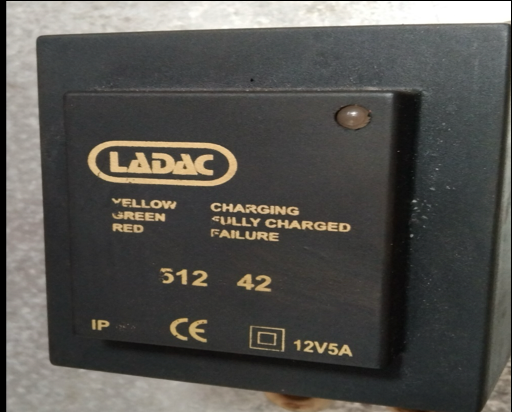 LADAC
YELLOW CHARGING
GREEN FULLY CHARGED
RED FAILURE
512 42
IP CE 12V5A